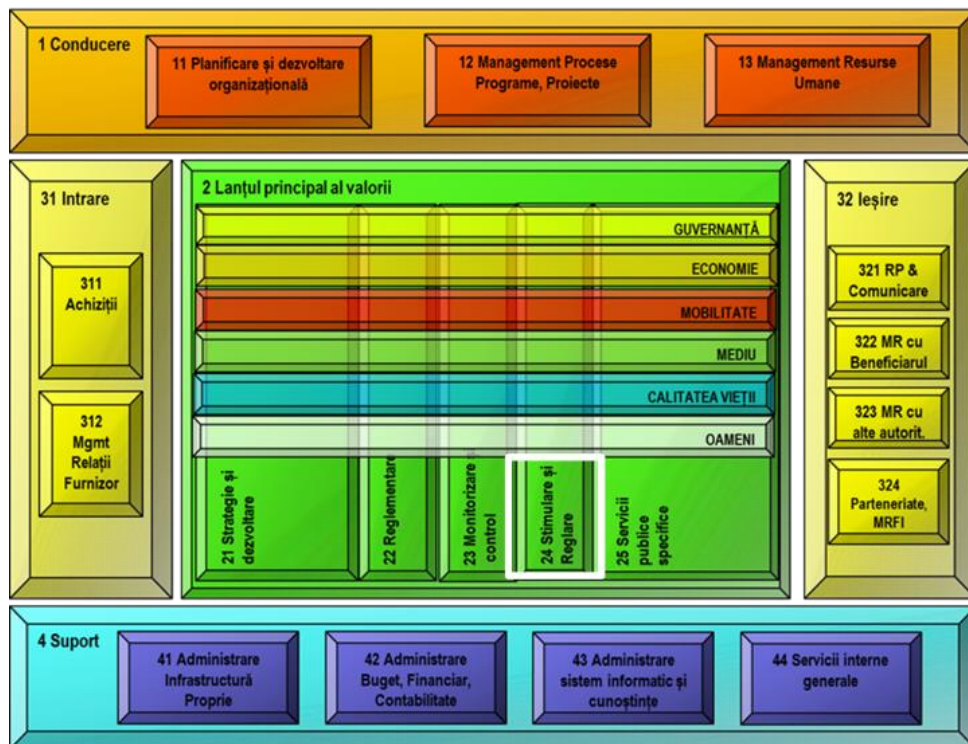 1 Conducere
11 Planificare și dezvoltare
organizațională
12 Management Procese
Programe, Proiecte
13 Management Resurse
Umane
31 Intrare
311
Achiziții
312
Mgmt
Relații
Furnizor
2 Lanțul principal al valorii
GUVERNANȚĂ
ECONOMIE
MOBILITATE
MEDIU
CALITATEA VIEȚII
OAMENI
21 Strategie și
dezvoltare
22 Reglementare
23 Monitorizare și
control
24 Stimulare și
Reglare
25 Servicii
publice
specifice
32 Ieșire
321 RP &
Comunicare
322 MR cu
Beneficiarul
323 MR cu
alte autorit.
324
Parteneriate,
MRFI
4 Suport
41 Administrare
Infrastructură
Proprie
42 Administrare
Buget, Financiar,
Contabilitate
43 Administrare
sistem informatic și
cunoștințe
44 Servicii interne
generale